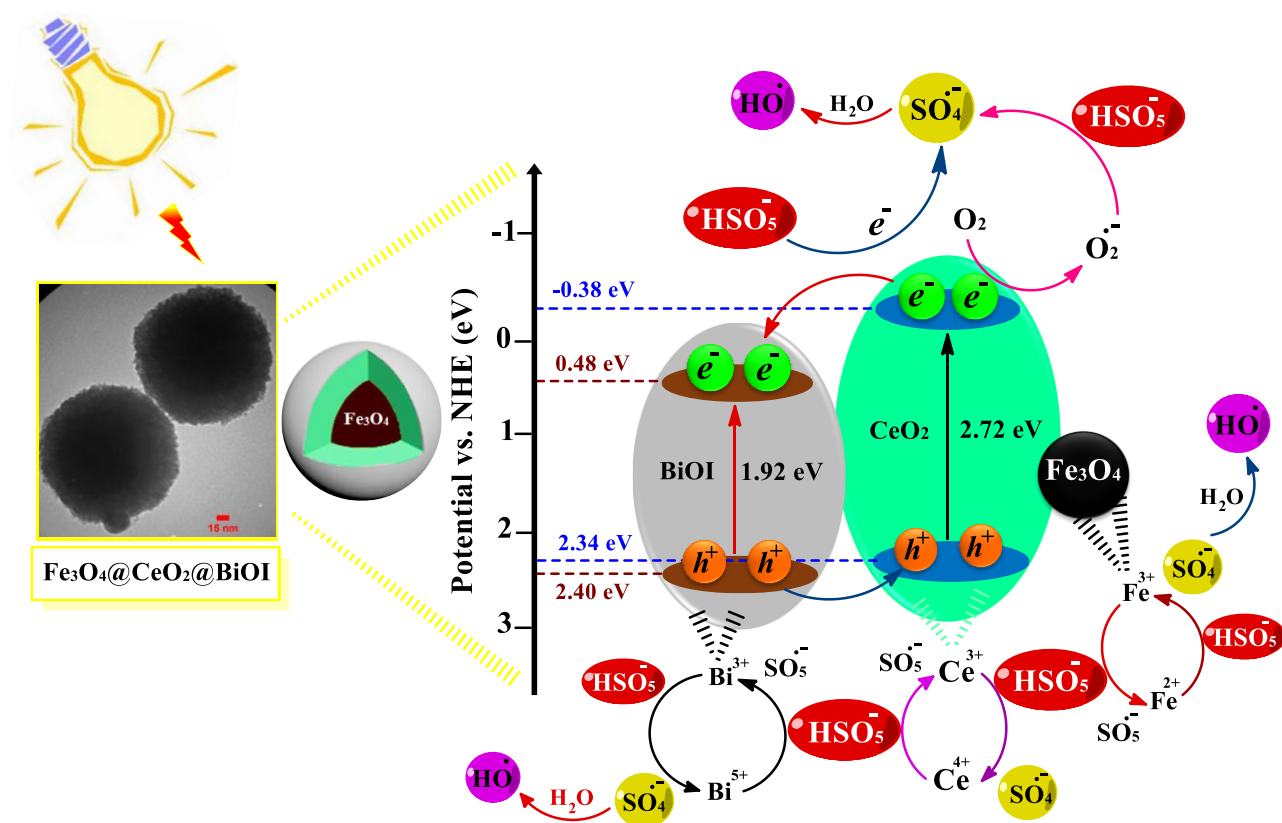 HO•
H₂O
SO₄•⁻
HSO₅⁻
HSO₅⁻
e⁻
O₂
O₂•⁻
Potential vs. NHE (eV)
-1
0
1
2
3
-0.38 eV
0.48 eV
2.34 eV
2.40 eV
e⁻
e⁻
e⁻
e⁻
BiOI
1.92 eV
CeO₂
2.72 eV
h⁺
h⁺
h⁺
h⁺
15 nm
Fe₃O₄@CeO₂@BiOI
Fe₃O₄
Fe₃O₄
HO•
H₂O
SO₄•⁻
Fe³⁺
HSO₅⁻
Fe²⁺
SO₅•⁻
HSO₅⁻
Bi³⁺
SO₅•⁻
HSO₅⁻
Bi⁵⁺
SO₄•⁻
H₂O
HO•
SO₅•⁻
Ce³⁺
HSO₅⁻
Ce⁴⁺
SO₄•⁻